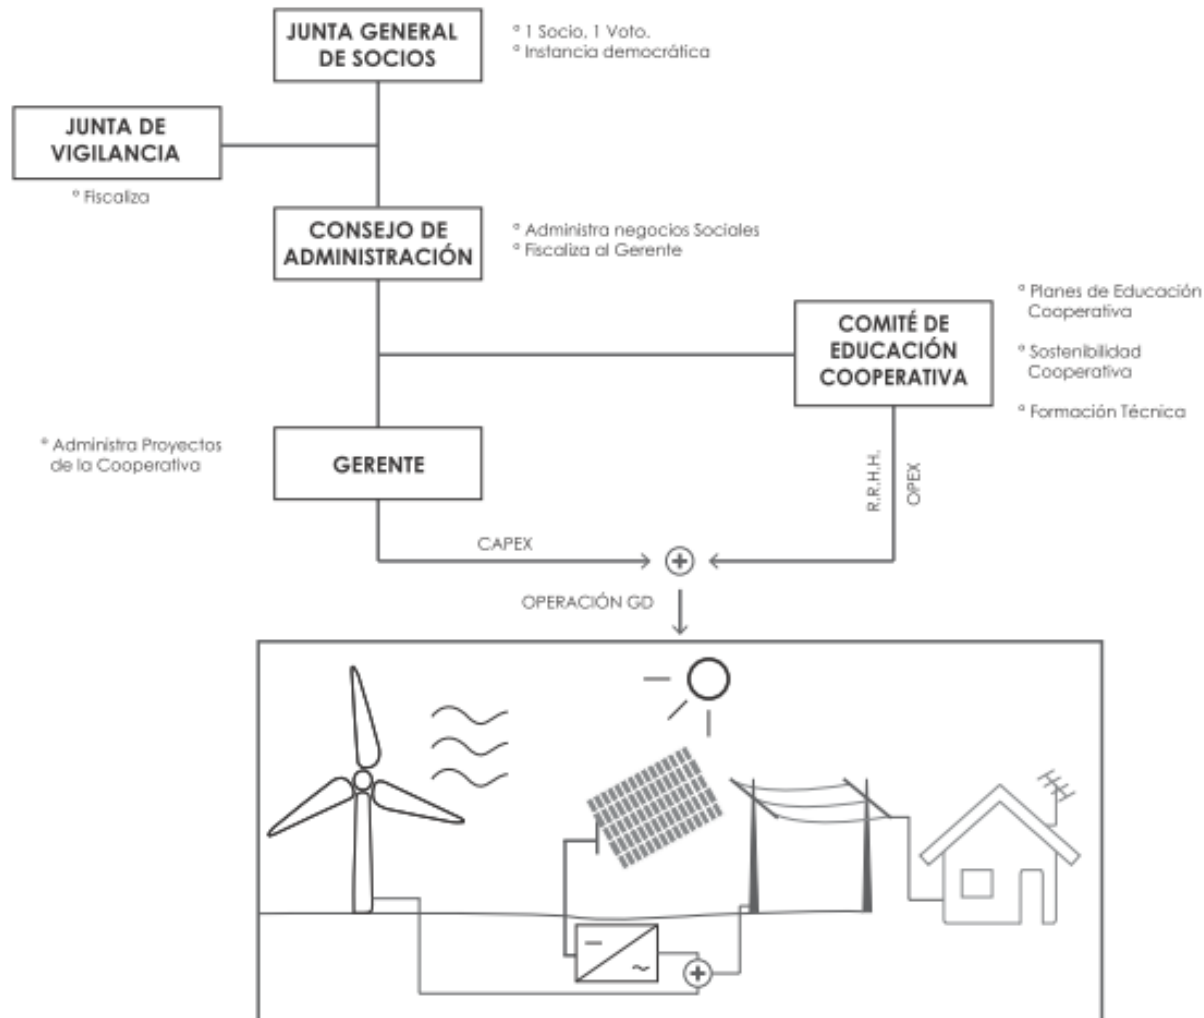 JUNTA GENERAL
DE SOCIOS
º 1 Socio, 1 Voto.
º Instancia democrática
JUNTA DE
VIGILANCIA
º Fiscaliza
CONSEJO DE
ADMINISTRACIÓN
º Administra negocios Sociales
º Fiscaliza al Gerente
COMITÉ DE
EDUCACIÓN
COOPERATIVA
º Planes de Educación
Cooperativa
º Sostenibilidad
Cooperativa
º Formación Técnica
º Administra Proyectos
de la Cooperativa
GERENTE
R.R.H.H.
OPEX
CAPEX
OPERACIÓN GD